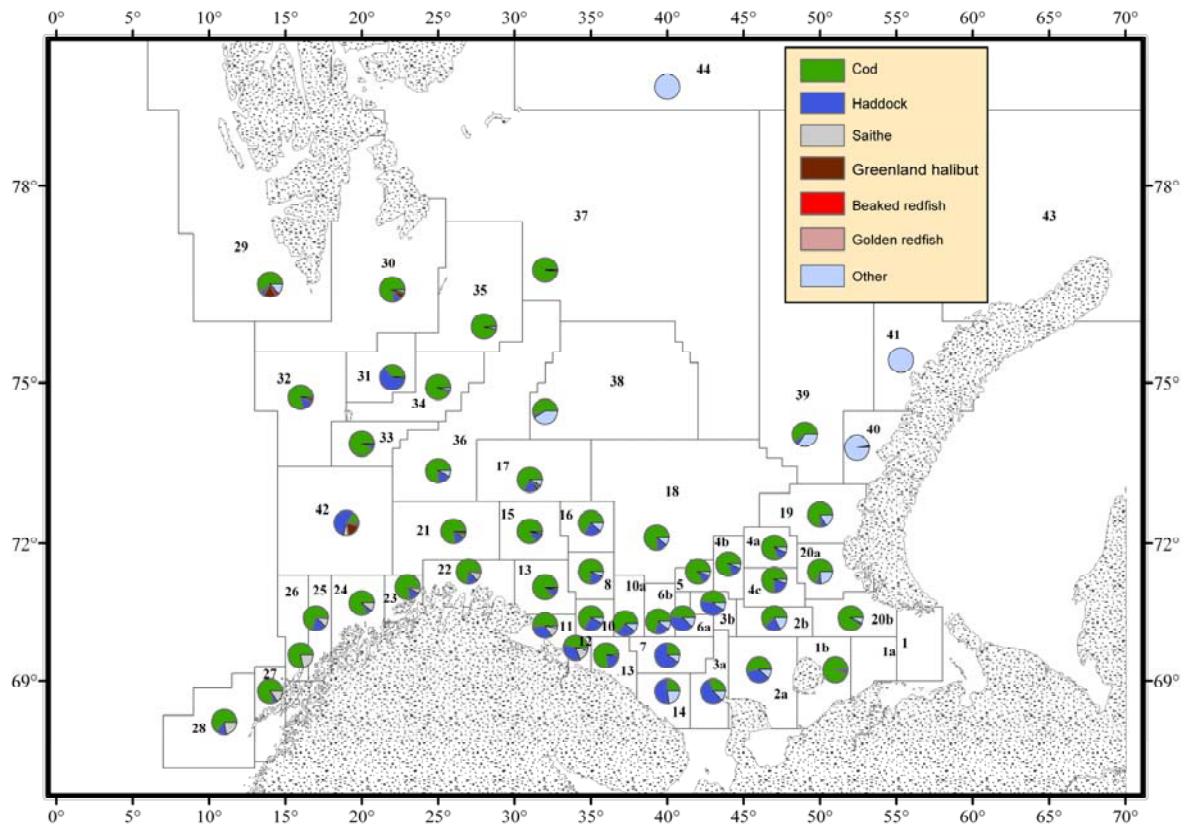 0° 5° 10° 15° 20° 25° 30° 35° 40° 45° 50° 55° 60° 65° 70°
44
Cod
Haddock
Saithe
Greenland halibut
Beaked redfish
Golden redfish
Other
78° 78°
37 43
29 30
35
41
31
32 38 75° 75°
34 39
33 36 40
17
18
42 19
21 15 16
4b 4a 72° 72°
20a
22 13 8 10a 5 4c
26 25 24 23 6b
11 10 6a 3b 2b 20b
12 7 1b 1a 1
27 13 3a 69° 69°
2a
28 14
0° 5° 10° 15° 20° 25° 30° 35° 40° 45° 50° 55° 60° 65° 70°